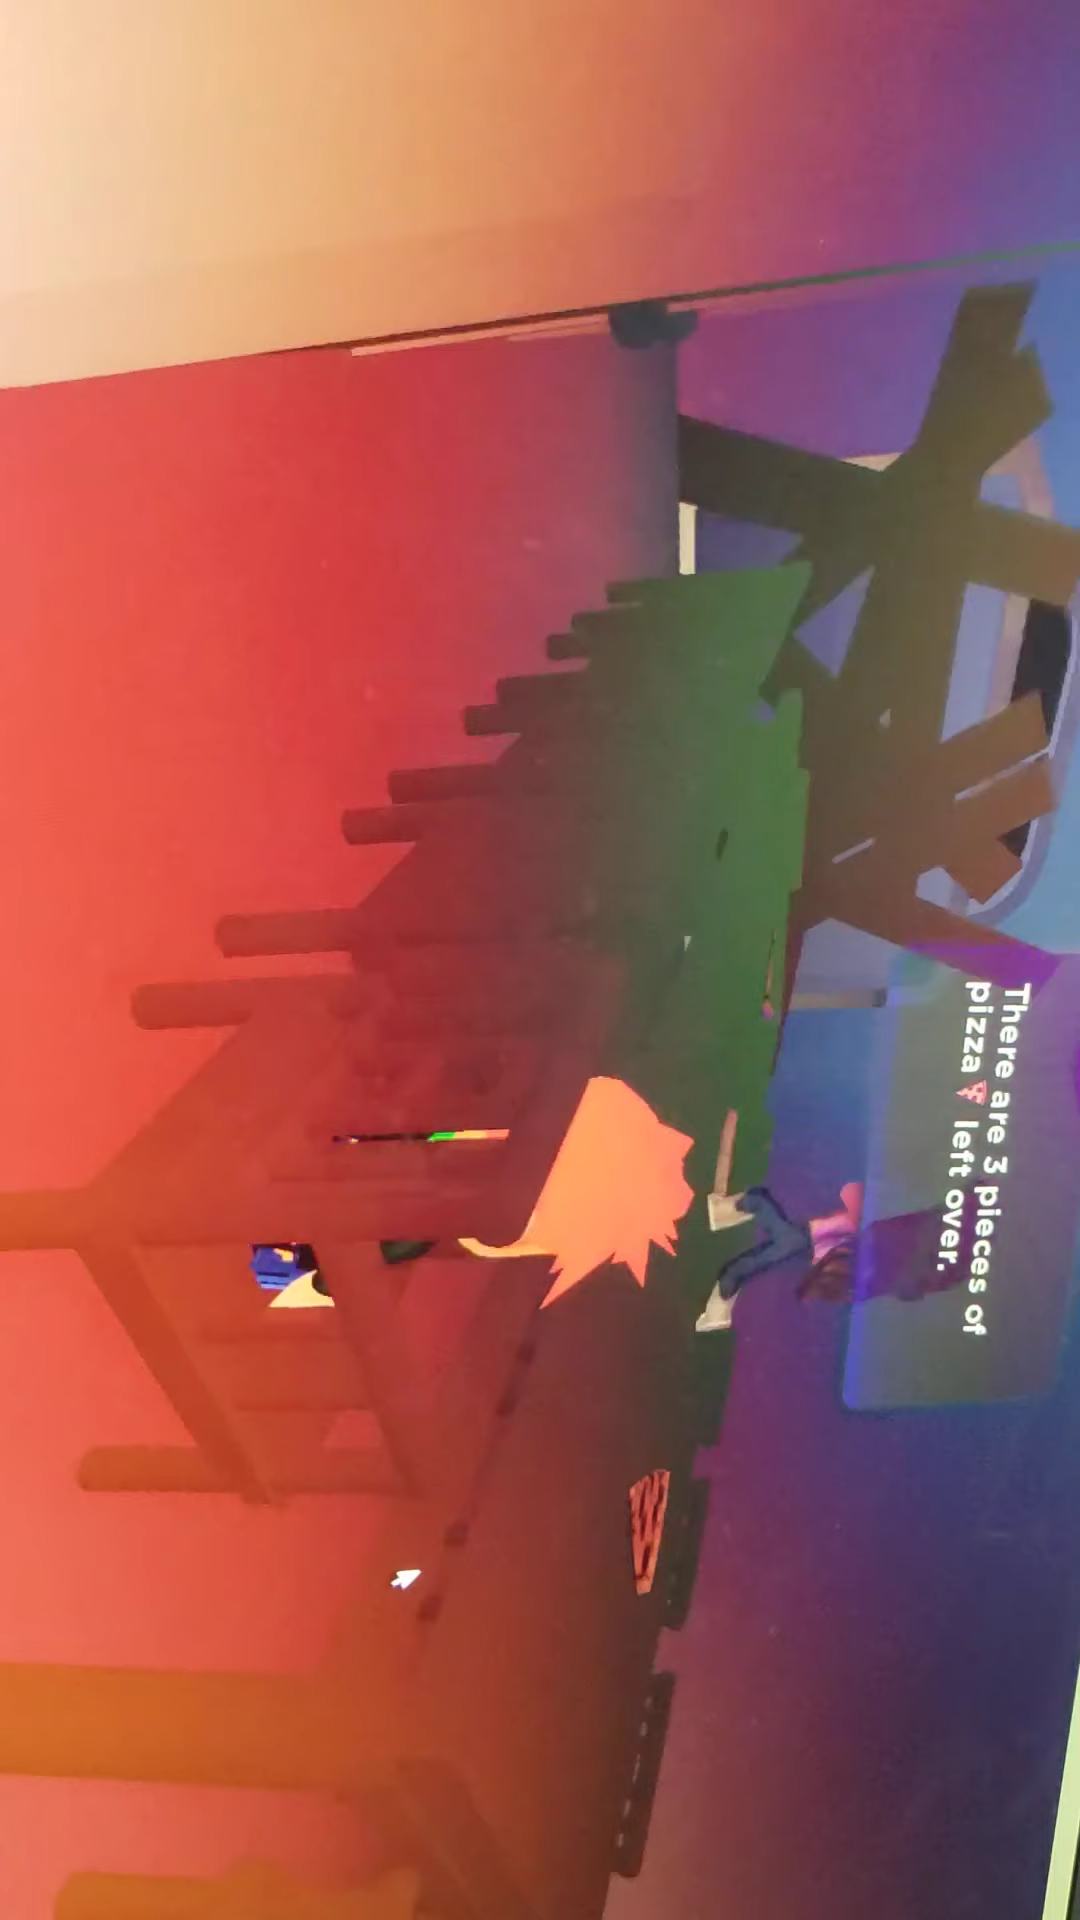 There are 3 pieces of
pizza 🍕 left over.